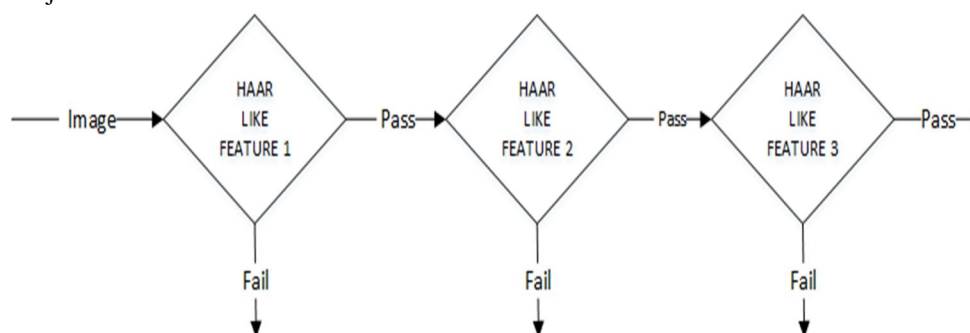 Image
HAAR
LIKE
FEATURE 1
Pass
HAAR
LIKE
FEATURE 2
Pass
HAAR
LIKE
FEATURE 3
Pass
Fail
Fail
Fail